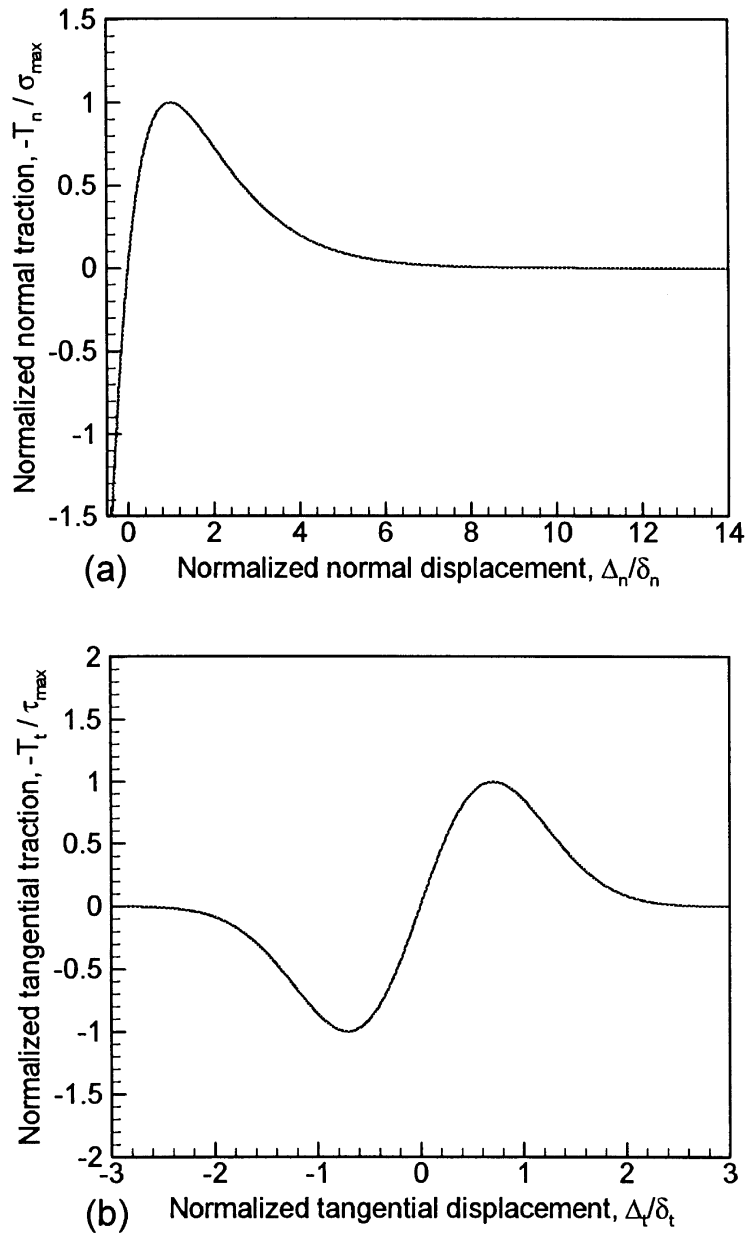 1.5
1
0.5
0
-0.5
-1
-1.5
Normalized normal traction, -Tₙ / σₘₐₓ
0 2 4 6 8 10 12 14
(a) Normalized normal displacement, Δₙ/δₙ
2
1.5
1
0.5
0
-0.5
-1
-1.5
-2
Normalized tangential traction, -Tₜ / τₘₐₓ
-3 -2 -1 0 1 2 3
(b) Normalized tangential displacement, Δₜ/δₜ